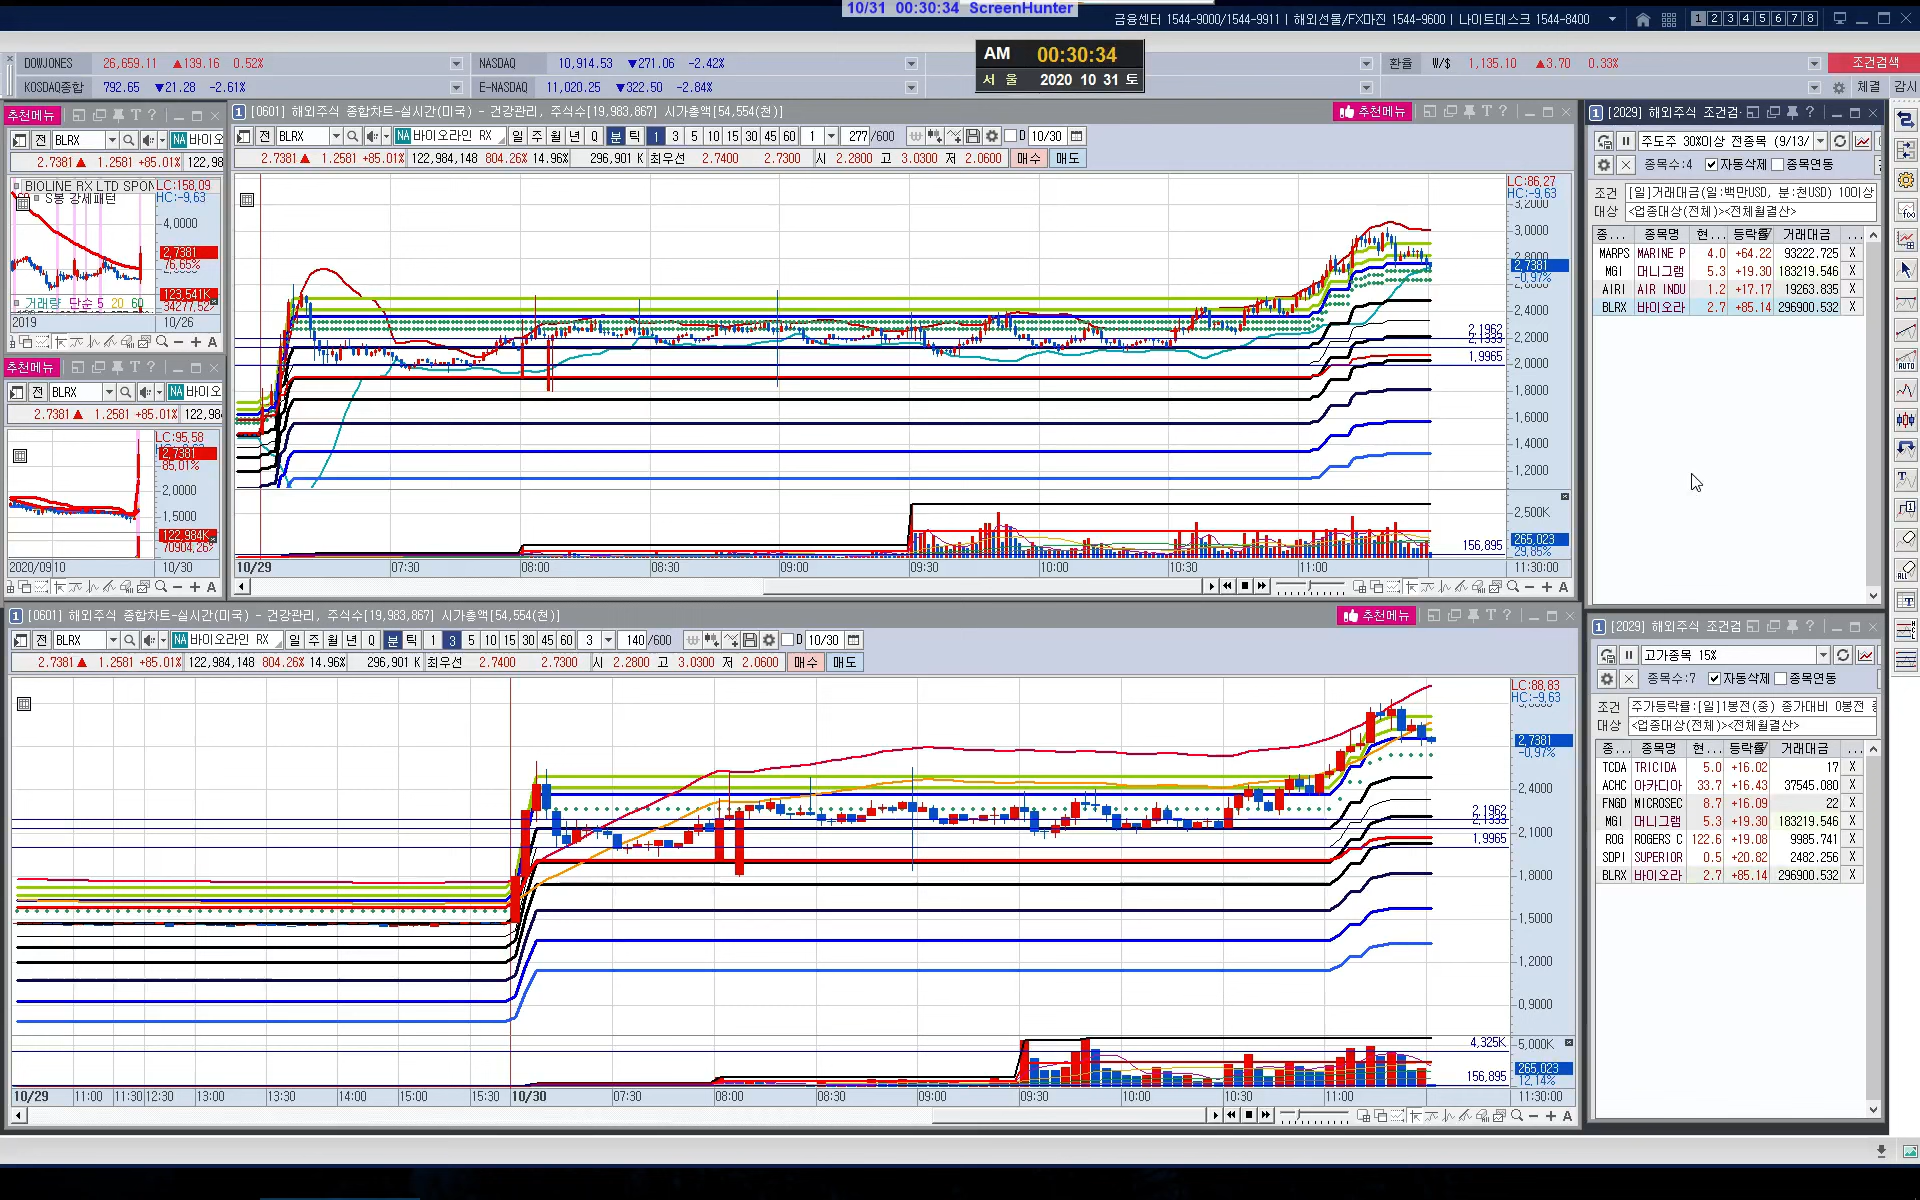 10/31 00:30:34 ScreenHunter
금융센터 1544-9000/1544-9911 | 해외선물/FX마진 1544-9600 | 나이트데스크 1544-8400
1 2 3 4 5 6 7 8
DOWJONES 26,659.11 ▲139.16 0.52%
NASDAQ 10,914.53 ▼271.06 -2.42%
AM 00:30:34
환율 W/$ 1,135.10 ▲3.70 0.33%
조건검색
KOSDAQ종합 792.65 ▼21.28 -2.61%
E-NASDAQ 11,020.25 ▼322.50 -2.84%
서울 2020 10 31 토
체결 감시
추천메뉴
전 BLRX NA 바이오
2.7381 ▲ 1.2581 +85.01% 122,98
BIOLINE RX LTD SPON
S봉 강세패턴
LC:158,09
HC:-9,63
4,0000
2,7381
76,65%
123,541K
34277,52%
거래량 단순 5 20 60
2019 10/26
추천메뉴
전 BLRX NA 바이오
2.7381 ▲ 1.2581 +85.01% 122,98
LC:95,58
2,7381
85,01%
2,0000
1,5000
122,984K
70904,26%
2020/09 10 10/30
1 [0601] 해외주식 종합차트-실시간(미국) - 건강관리, 주식수[19,983,867] 시가총액[54,554(천)]
추천메뉴
전 BLRX NA 바이오라인 RX 일 주 월 년 Q 분 틱 1 3 5 10 15 30 45 60 1 277 /600 D 10/30
2.7381 ▲ 1.2581 +85.01% 122,984,148 804.26% 14.96% 296,901 K 최우선 2.7400 2.7300 시 2.2800 고 3.0300 저 2.0600 매수 매도
LC:86,27
HC:-9,63
3,2000
3,0000
2,8000
2,7381
-0,97%
2,6000
2,4000
2,2000
2,0000
1,8000
1,6000
1,4000
1,2000
2,1962
2,1333
1,9965
2,500K
265,023
29,85%
156,895
10/29 07:30 08:00 08:30 09:00 09:30 10:00 10:30 11:00 11:30:00
1 [0601] 해외주식 종합차트-실시간(미국) - 건강관리, 주식수[19,983,867] 시가총액[54,554(천)]
추천메뉴
전 BLRX NA 바이오라인 RX 일 주 월 년 Q 분 틱 1 3 5 10 15 30 45 60 3 140 /600 D 10/30
2.7381 ▲ 1.2581 +85.01% 122,984,148 804.26% 14.96% 296,901 K 최우선 2.7400 2.7300 시 2.2800 고 3.0300 저 2.0600 매수 매도
LC:88,83
HC:-9,63
2,7381
-0,97%
2,4000
2,1000
1,8000
1,5000
1,2000
0,9000
2,1962
2,1333
1,9965
4,325K
5,000K
265,023
12,14%
156,895
10/29 11:00 11:30 12:30 13:00 13:30 14:00 15:00 15:30 10/30 07:30 08:00 08:30 09:00 09:30 10:00 10:30 11:00 11:30:00
1 [2029] 해외주식 조건검
주도주 30%이상 전종목 (9/13/
종목수:4 자동삭제 종목연동
조건 [일]거래대금(일:백만USD, 분:천USD) 100이상
대상 <업종대상(전체)><전체월결산>
종... 종목명 현... 등락률 거래대금 ...
MARPS MARINE P 4.0 +64.22 93222.725 X
MGI 머니그램 5.3 +19.30 183219.546 X
AIRI AIR INDU 1.2 +17.17 19263.835 X
BLRX 바이오라 2.7 +85.14 296900.532 X
1 [2029] 해외주식 조건검
고가종목 15%
종목수:7 자동삭제 종목연동
조건 주가등락률:[일]1봉전(중) 종가대비 0봉전 종
대상 <업종대상(전체)><전체월결산>
종... 종목명 현... 등락률 거래대금 ...
TCDA TRICIDA 5.0 +16.02 17 X
ACHC 아카디아 33.7 +16.43 37545.080 X
FNGD MICROSEC 8.7 +16.09 22 X
MGI 머니그램 5.3 +19.30 183219.546 X
ROG ROGERS C 122.6 +19.08 9985.741 X
SDPI SUPERIOR 0.5 +20.82 2482.256 X
BLRX 바이오라 2.7 +85.14 296900.532 X